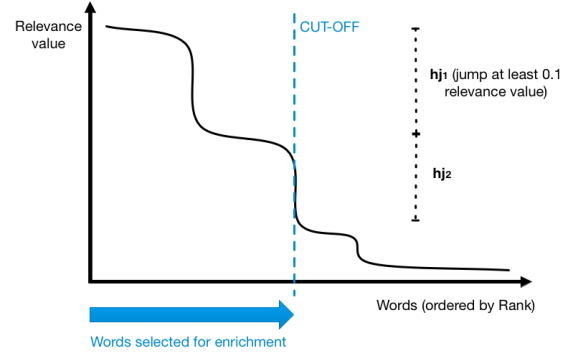 Relevance
value
CUT-OFF
hj1 (jump at least 0.1
relevance value)
hj2
Words (ordered by Rank)
Words selected for enrichment